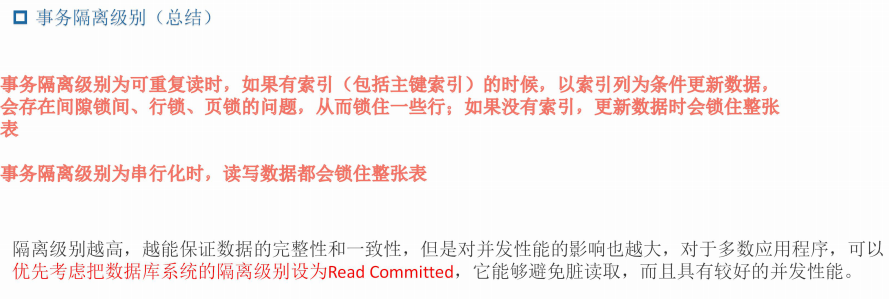 事务隔离级别（总结）
事务隔离级别为可重复读时，如果有索引（包括主键索引）的时候，以索引列为条件更新数据，
会存在间隙锁间、行锁、页锁的问题，从而锁住一些行；如果没有索引，更新数据时会锁住整张
表
事务隔离级别为串行化时，读写数据都会锁住整张表
隔离级别越高，越能保证数据的完整性和一致性，但是对并发性能的影响也越大，对于多数应用程序，可以
优先考虑把数据库系统的隔离级别设为Read Committed，它能够避免脏读取，而且具有较好的并发性能。